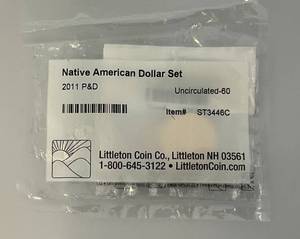 Native American Dollar Set
2011 P&D Uncirculated-60
Item# ST3446C
Littleton Coin Co., Littleton NH 03561
1-800-645-3122 • LittletonCoin.com